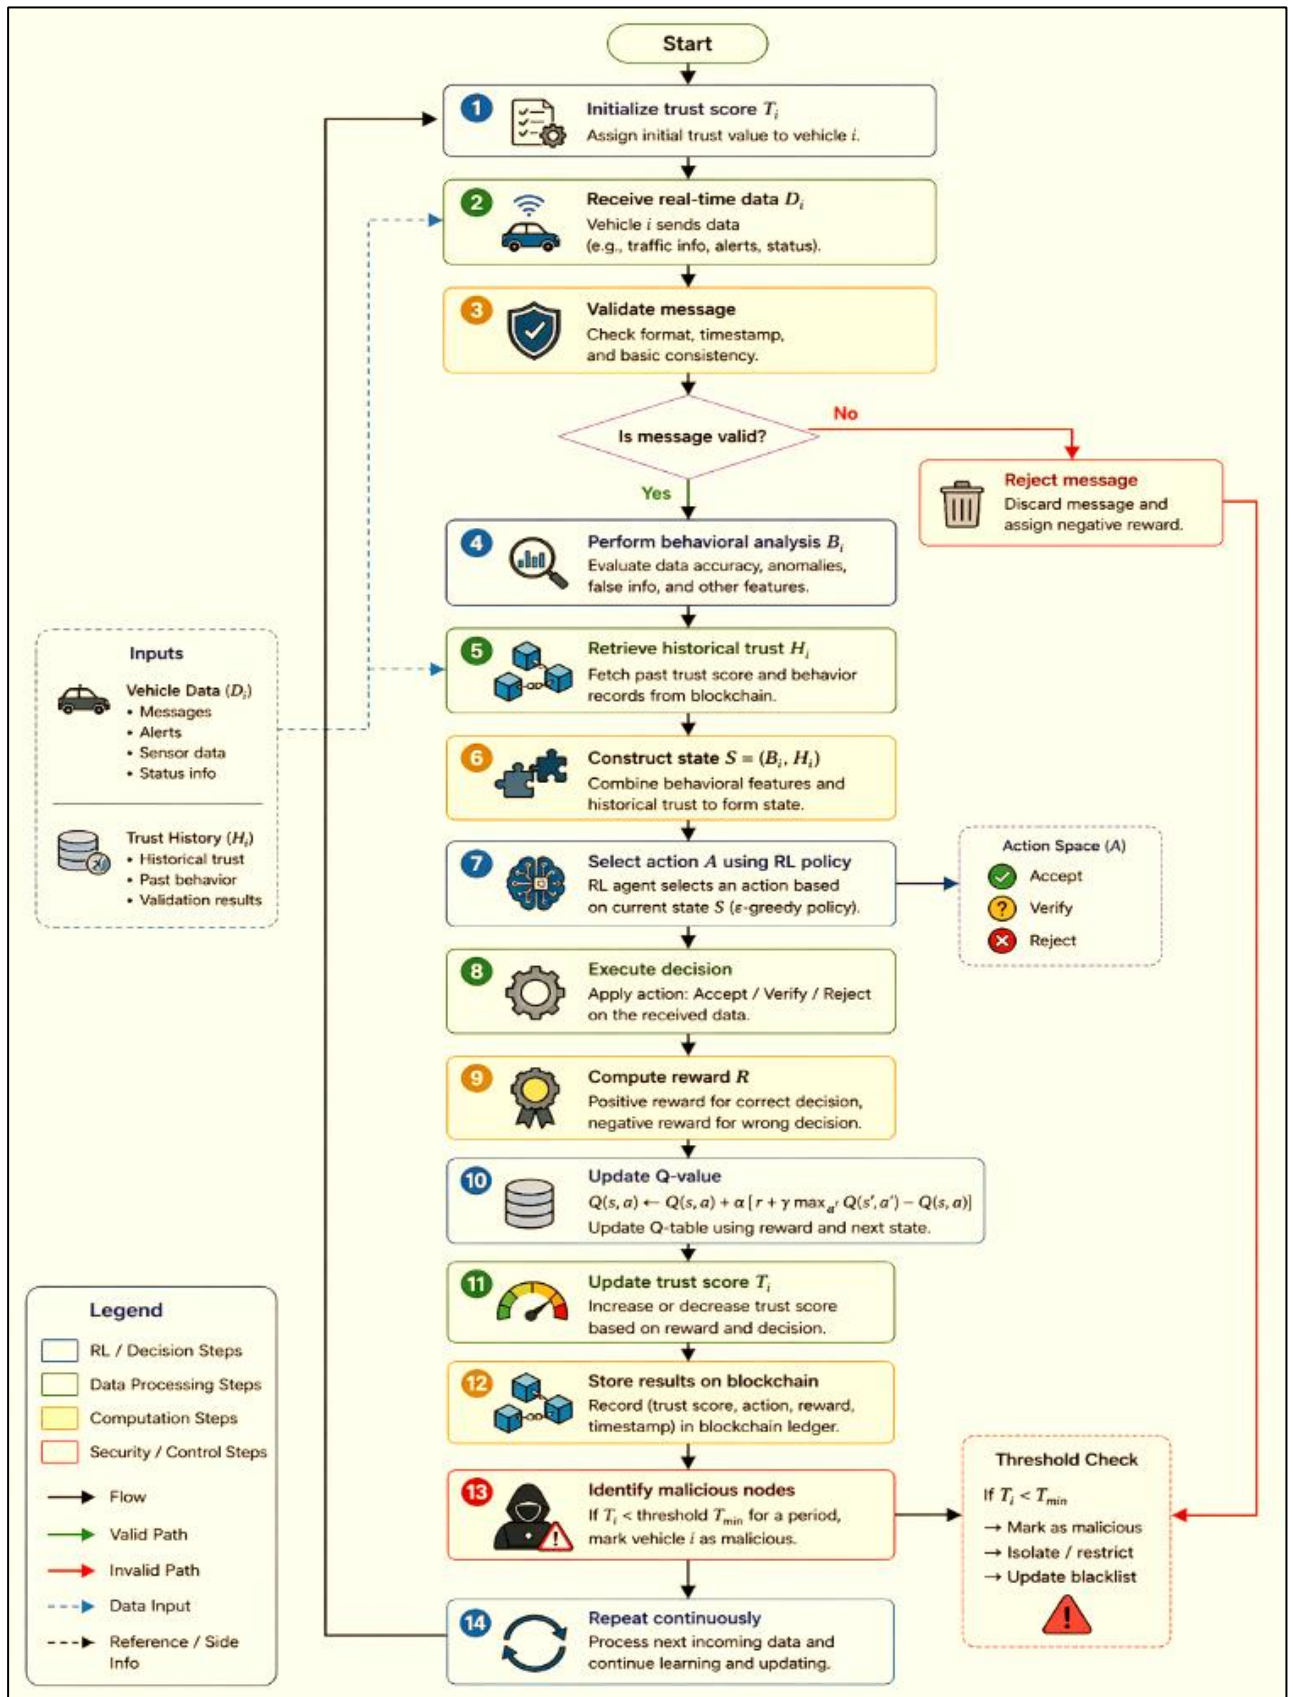 Start
1
Initialize trust score Tᵢ
Assign initial trust value to vehicle i.
2
Receive real-time data Dᵢ
Vehicle i sends data
(e.g., traffic info, alerts, status).
3
Validate message
Check format, timestamp,
and basic consistency.
Is message valid?
No
Reject message
Discard message and
assign negative reward.
Yes
4
Perform behavioral analysis Bᵢ
Evaluate data accuracy, anomalies,
false info, and other features.
5
Retrieve historical trust Hᵢ
Fetch past trust score and behavior
records from blockchain.
Inputs
Vehicle Data (Dᵢ)
• Messages
• Alerts
• Sensor data
• Status info
Trust History (Hᵢ)
• Historical trust
• Past behavior
• Validation results
6
Construct state S = (Bᵢ, Hᵢ)
Combine behavioral features and
historical trust to form state.
7
Select action A using RL policy
RL agent selects an action based
on current state S (ε-greedy policy).
Action Space (A)
Accept
? Verify
Reject
8
Execute decision
Apply action: Accept / Verify / Reject
on the received data.
9
Compute reward R
Positive reward for correct decision,
negative reward for wrong decision.
10
Update Q-value
Q(s, a) ← Q(s, a) + α [r + γ max_a′ Q(s′, a′) − Q(s, a)]
Update Q-table using reward and next state.
11
Update trust score Tᵢ
Increase or decrease trust score
based on reward and decision.
12
Store results on blockchain
Record (trust score, action, reward,
timestamp) in blockchain ledger.
13
Identify malicious nodes
If Tᵢ < threshold T_min for a period,
mark vehicle i as malicious.
Threshold Check
If Tᵢ < T_min
→ Mark as malicious
→ Isolate / restrict
→ Update blacklist
!
14
Repeat continuously
Process next incoming data and
continue learning and updating.
Legend
RL / Decision Steps
Data Processing Steps
Computation Steps
Security / Control Steps
Flow
Valid Path
Invalid Path
Data Input
Reference / Side
Info